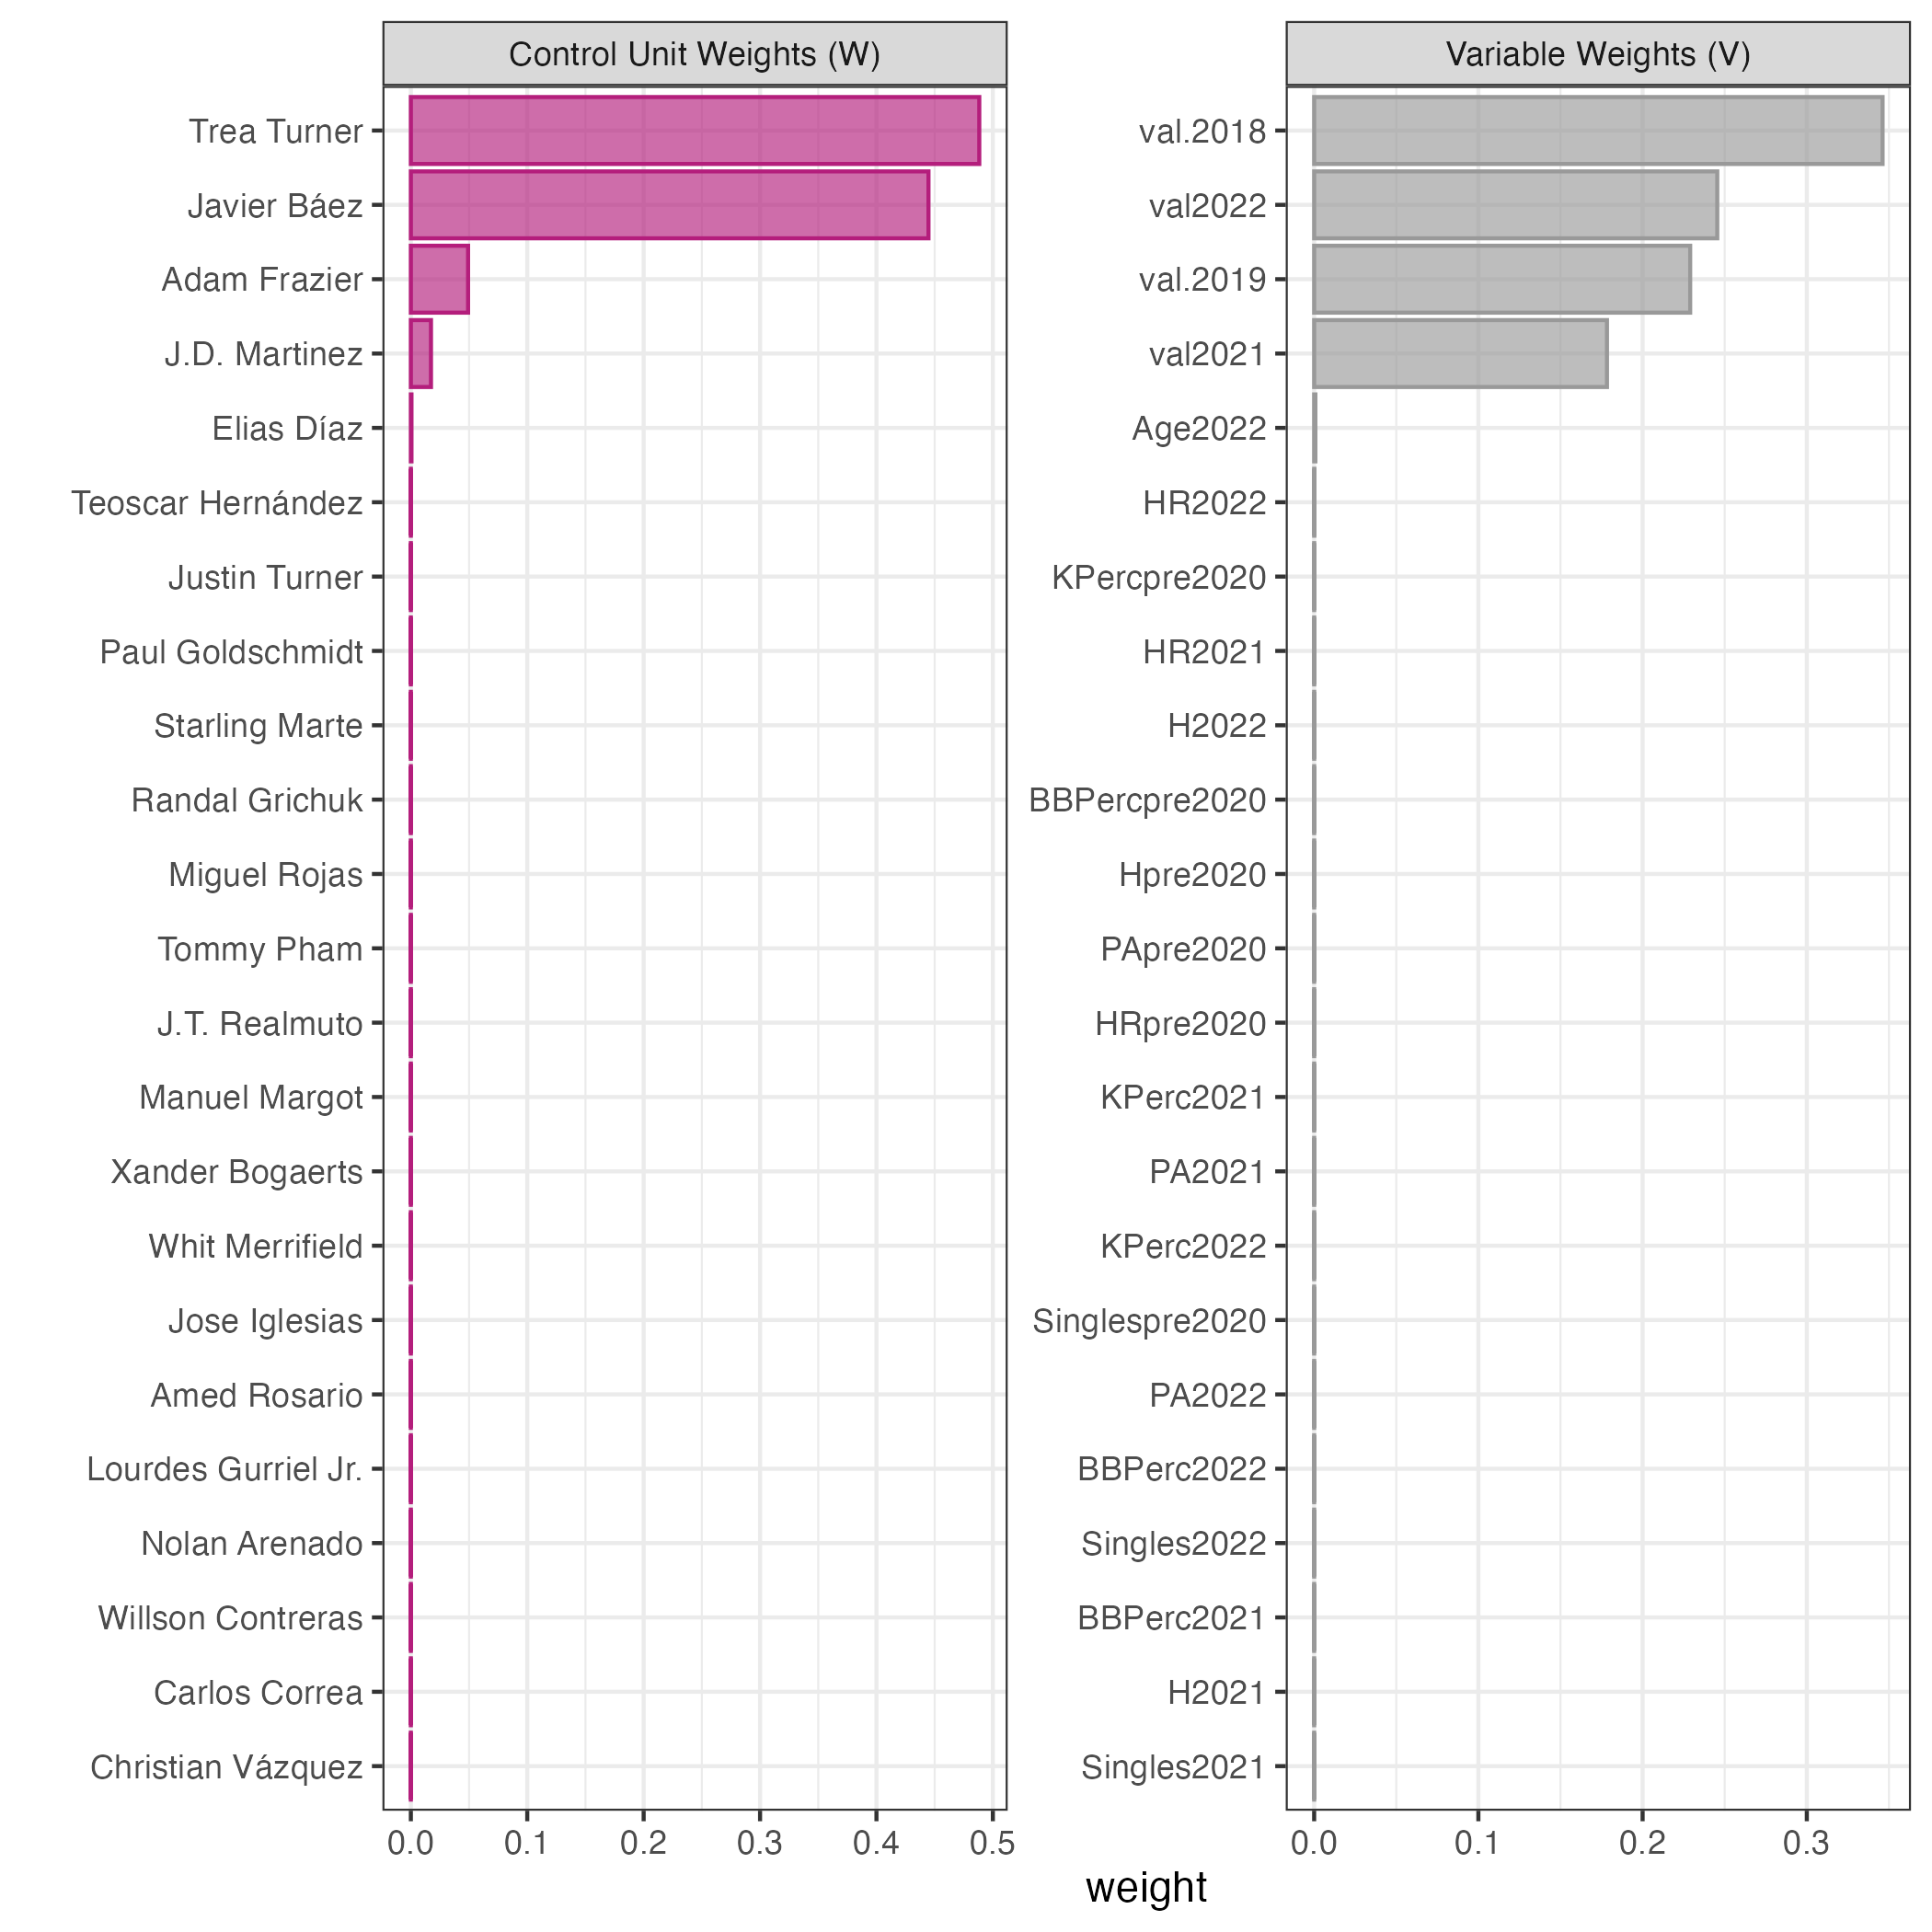 Control Unit Weights (W)
Trea Turner
Javier Báez
Adam Frazier
J.D. Martinez
Elias Díaz
Teoscar Hernández
Justin Turner
Paul Goldschmidt
Starling Marte
Randal Grichuk
Miguel Rojas
Tommy Pham
J.T. Realmuto
Manuel Margot
Xander Bogaerts
Whit Merrifield
Jose Iglesias
Amed Rosario
Lourdes Gurriel Jr.
Nolan Arenado
Willson Contreras
Carlos Correa
Christian Vázquez
0.0 0.1 0.2 0.3 0.4 0.5
Variable Weights (V)
val.2018
val2022
val.2019
val2021
Age2022
HR2022
KPercpre2020
HR2021
H2022
BBPercpre2020
Hpre2020
PApre2020
HRpre2020
KPerc2021
PA2021
KPerc2022
Singlespre2020
PA2022
BBPerc2022
Singles2022
BBPerc2021
H2021
Singles2021
0.0 0.1 0.2 0.3
weight